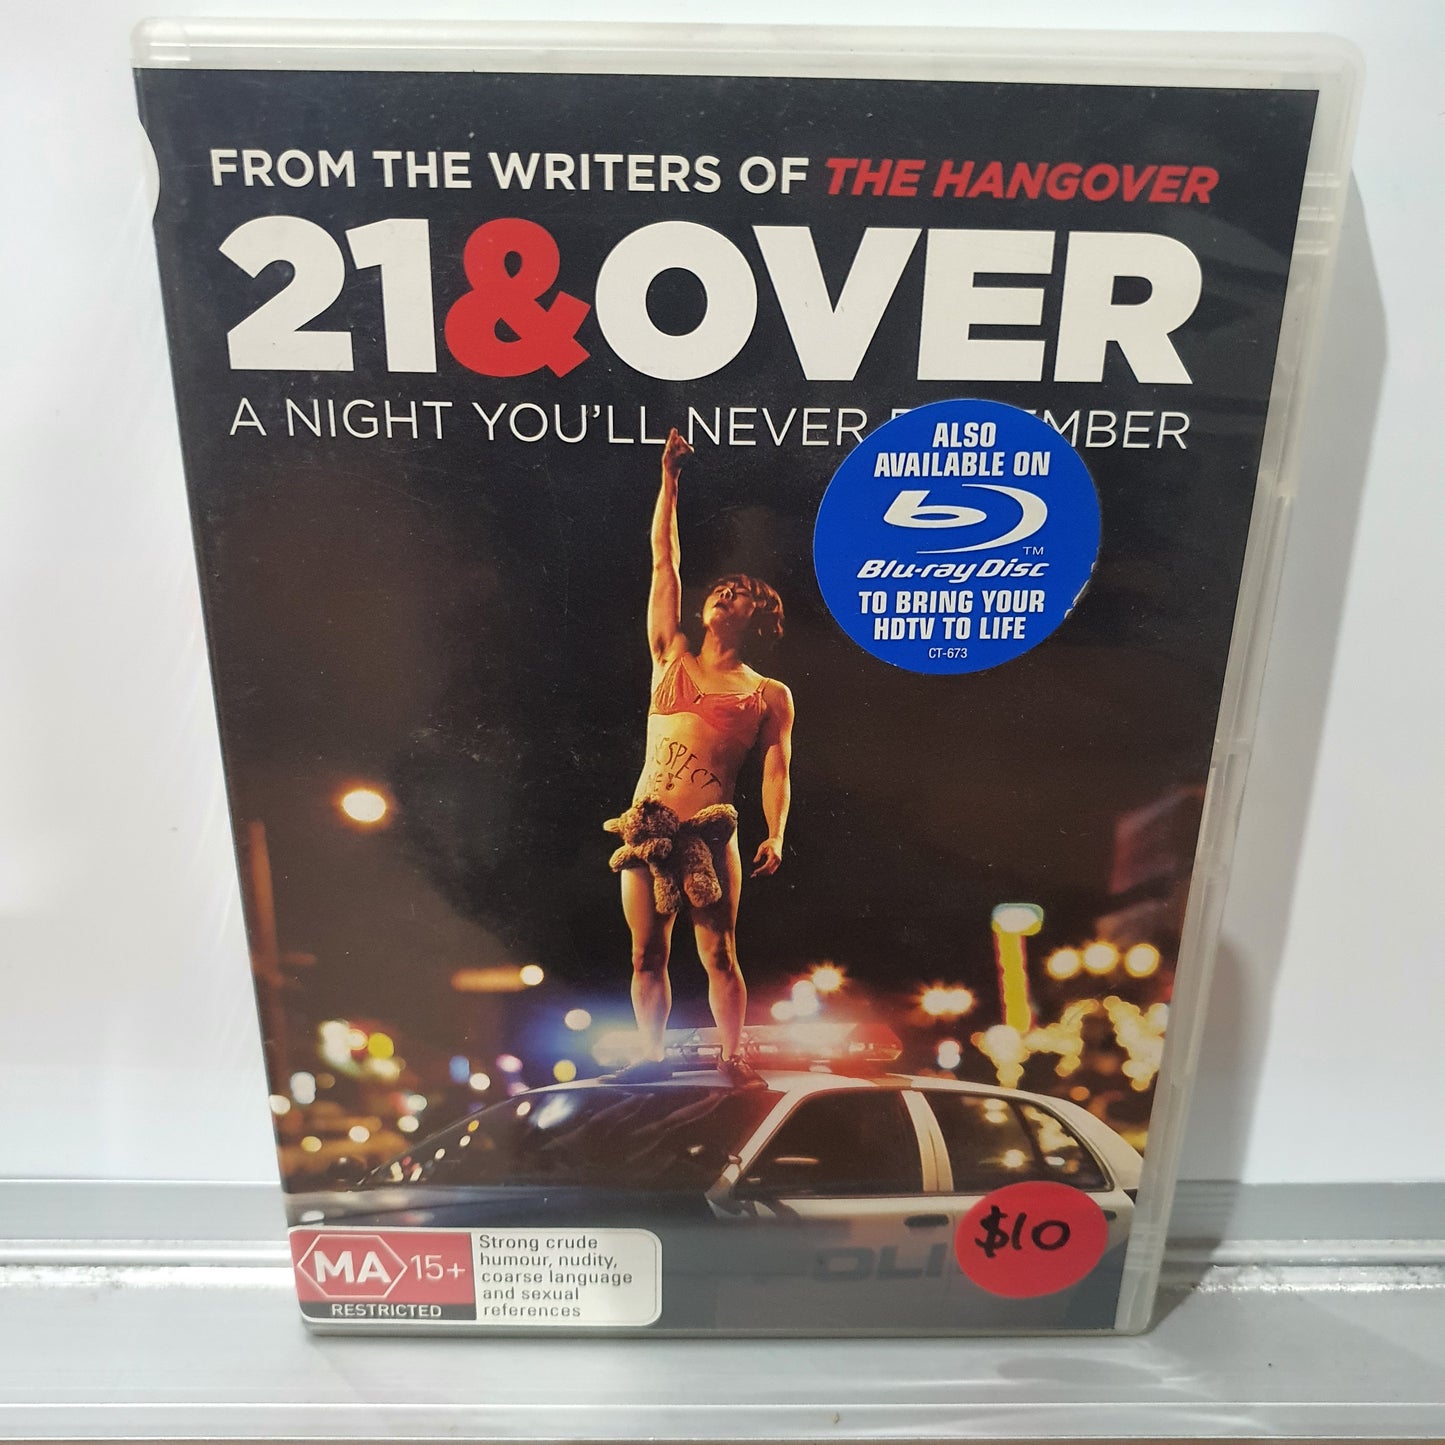 FROM THE WRITERS OF THE HANGOVER
21&OVER
A NIGHT YOU'LL NEVER
ALSO
AVAILABLE ON
Blu-ray Disc
TM
TO BRING YOUR
HDTV TO LIFE
CT-673
$10
MA 15+
RESTRICTED
Strong crude
humour, nudity,
coarse language
and sexual
references